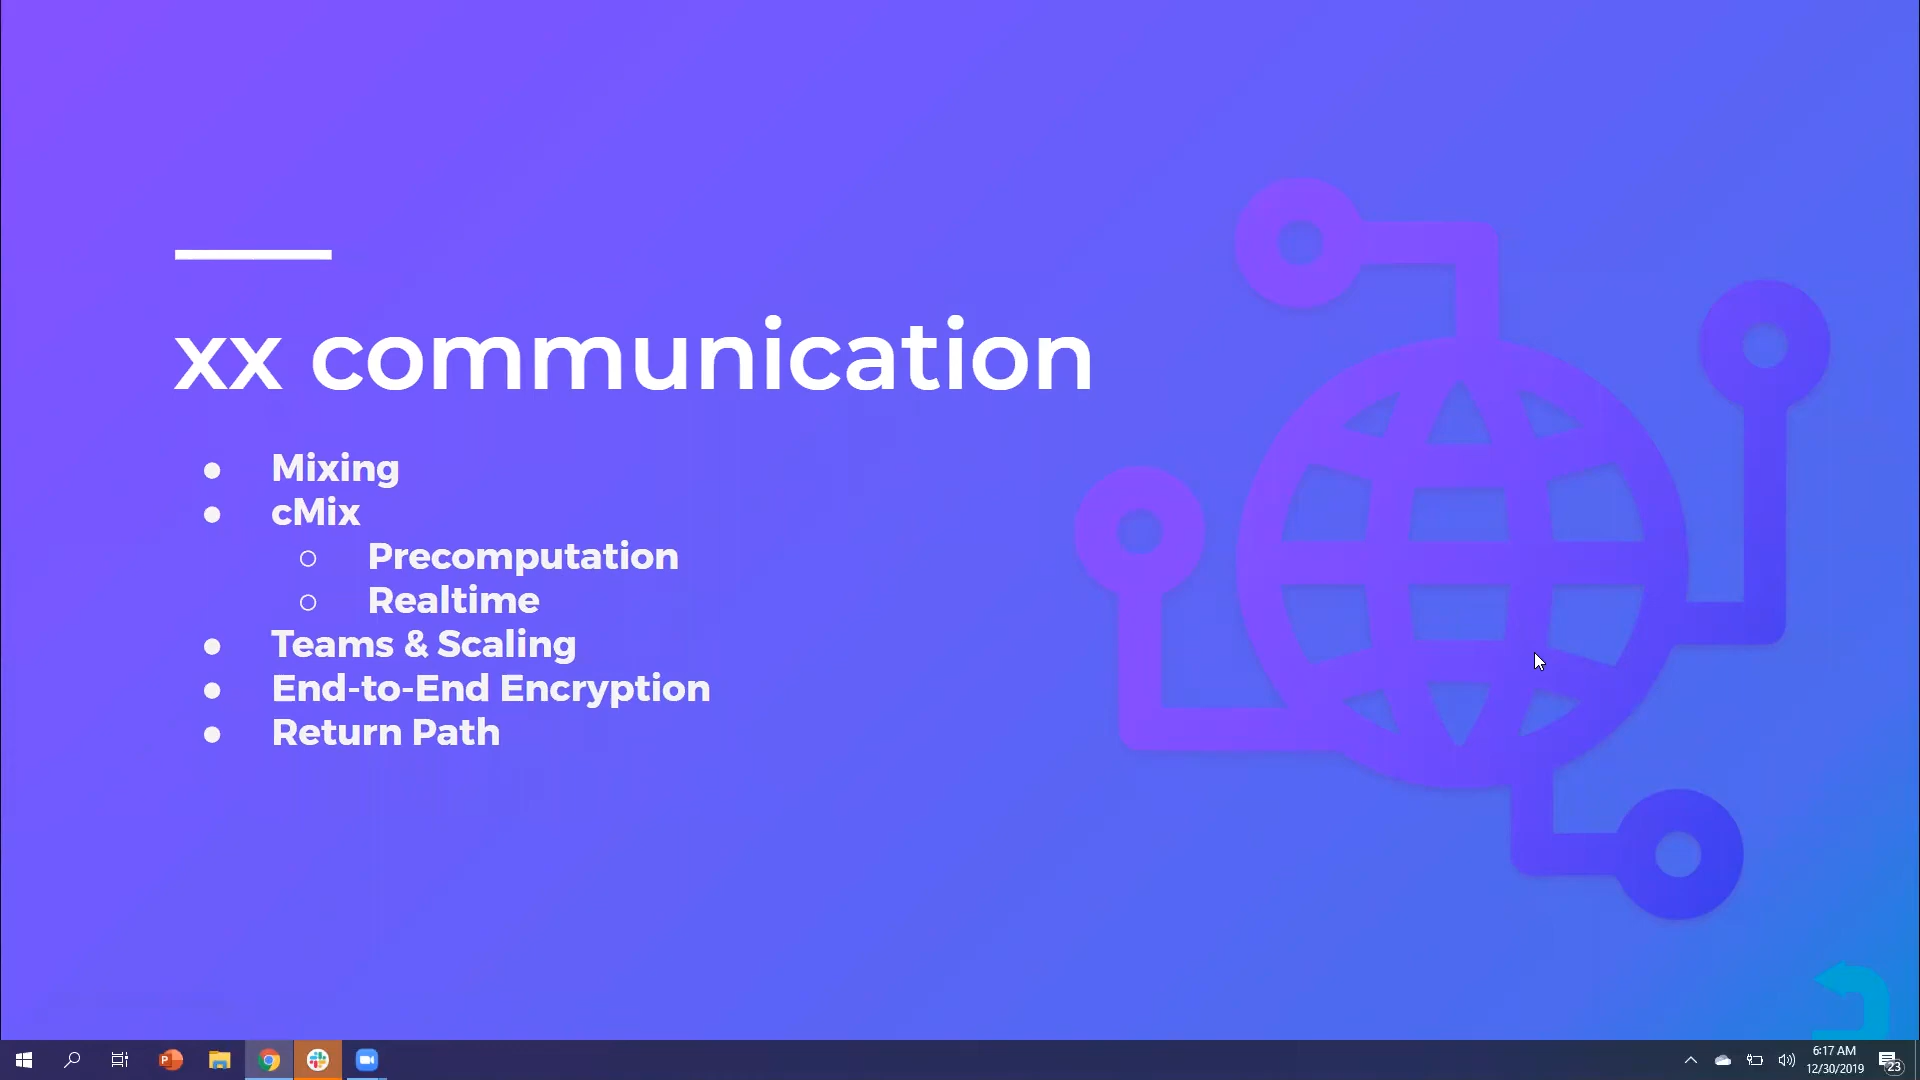 xx communication
● Mixing
● cMix
○ Precomputation
○ Realtime
● Teams & Scaling
● End-to-End Encryption
● Return Path
6:17 AM
12/30/2019
23